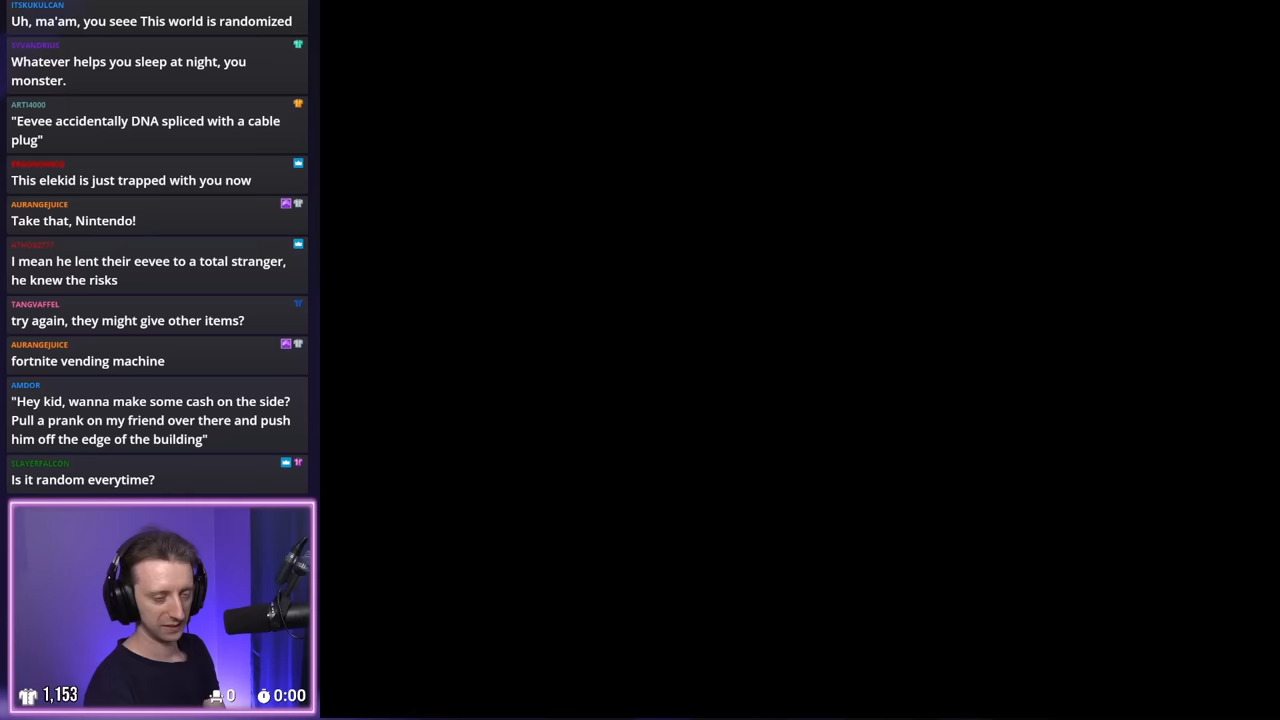 ITSKUKULCAN
Uh, ma'am, you seee This world is randomized
SYVANDRIUS
Whatever helps you sleep at night, you
monster.
ARTI4000
"Eevee accidentally DNA spliced with a cable
plug"
This elekid is just trapped with you now
AURANGEJUICE
Take that, Nintendo!
I mean he lent their eevee to a total stranger,
he knew the risks
TANGVAFFEL
try again, they might give other items?
AURANGEJUICE
fortnite vending machine
AMDOR
"Hey kid, wanna make some cash on the side?
Pull a prank on my friend over there and push
him off the edge of the building"
SLAYERFALCON
Is it random everytime?
1,153
0
0:00